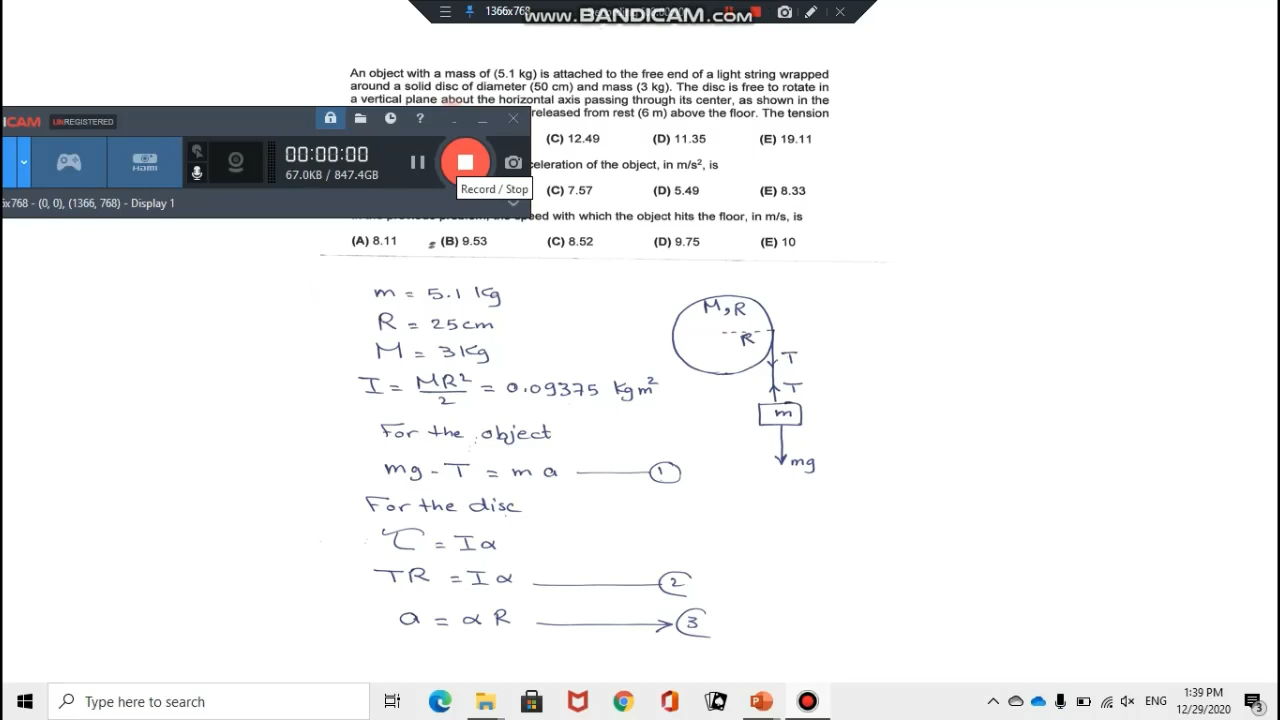 1366x768
www.BANDICAM.com
An object with a mass of (5.1 kg) is attached to the free end of a light string wrapped
around a solid disc of diameter (50 cm) and mass (3 kg). The disc is free to rotate in
a vertical plane about the horizontal axis passing through its center, as shown in the
released from rest (6 m) above the floor. The tension
(C) 12.49 (D) 11.35 (E) 19.11
celeration of the object, in m/s², is
(C) 7.57 (D) 5.49 (E) 8.33
speed with which the object hits the floor, in m/s, is
(A) 8.11 (B) 9.53 (C) 8.52 (D) 9.75 (E) 10
ICAM UNREGISTERED
00:00:00
67.0KB / 847.4GB
Record / Stop
x768 - (0, 0), (1366, 768) - Display 1
HDMI
m = 5.1 Kg
R = 25 cm
M = 3 Kg
I = MR²/2 = 0.09375 kgm²
For the object
mg - T = m a 1
For the disc
τ = Iα
TR = Iα 2
a = α R 3
M, R
R
T
T
m
mg
Type here to search
ENG
1:39 PM
12/29/2020
3